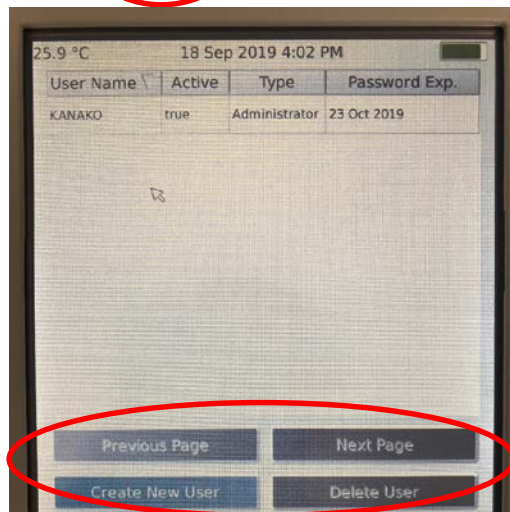 25.9 °C 18 Sep 2019 4:02 PM
User Name Active Type Password Exp.
KANAKO true Administrator 23 Oct 2019
Previous Page Next Page
Create New User Delete User